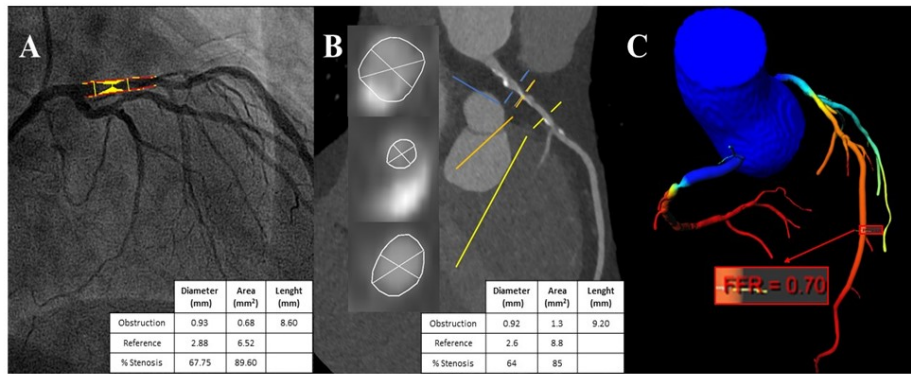 A
B
C
Diameter (mm) Area (mm²) Lenght (mm)
Obstruction 0.93 0.68 8.60
Reference 2.88 6.52
% Stenosis 67.75 89.60
Diameter (mm) Area (mm²) Lenght (mm)
Obstruction 0.92 1.3 9.20
Reference 2.6 8.8
% Stenosis 64 85
FFR = 0.70